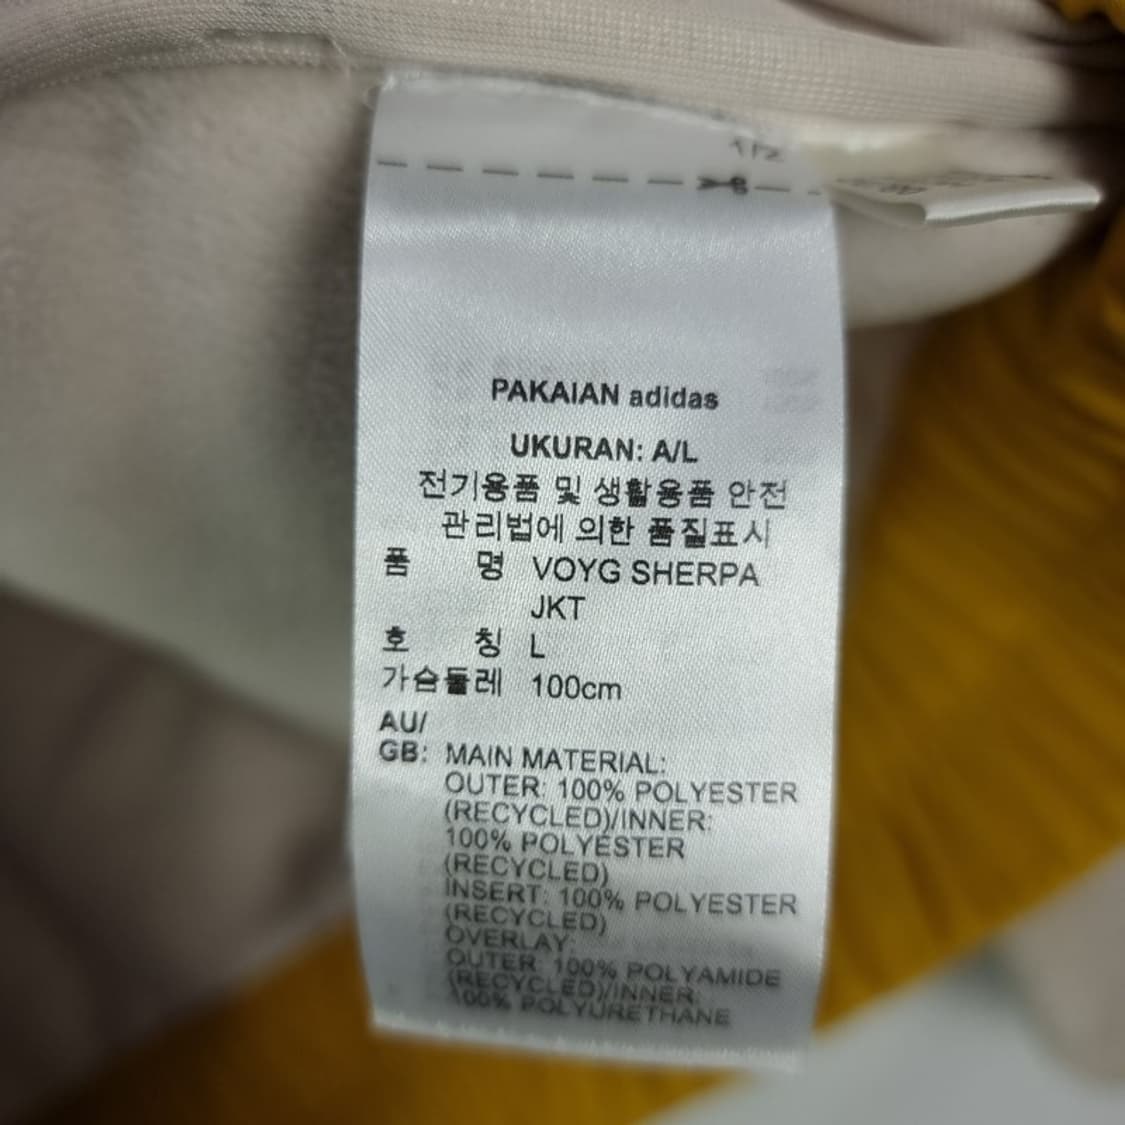 PAKAIAN adidas
UKURAN: A/L
전기용품 및 생활용품 안전
관리법에 의한 품질표시
품 명 VOYG SHERPA
JKT
호 칭 L
가슴둘레 100cm
AU/
GB: MAIN MATERIAL:
OUTER: 100% POLYESTER
(RECYCLED)/INNER:
100% POLYESTER
(RECYCLED)
INSERT: 100% POLYESTER
(RECYCLED)
OVERLAY:
OUTER: 100% POLYAMIDE
(RECYCLED)/INNER:
100% POLYURETHANE